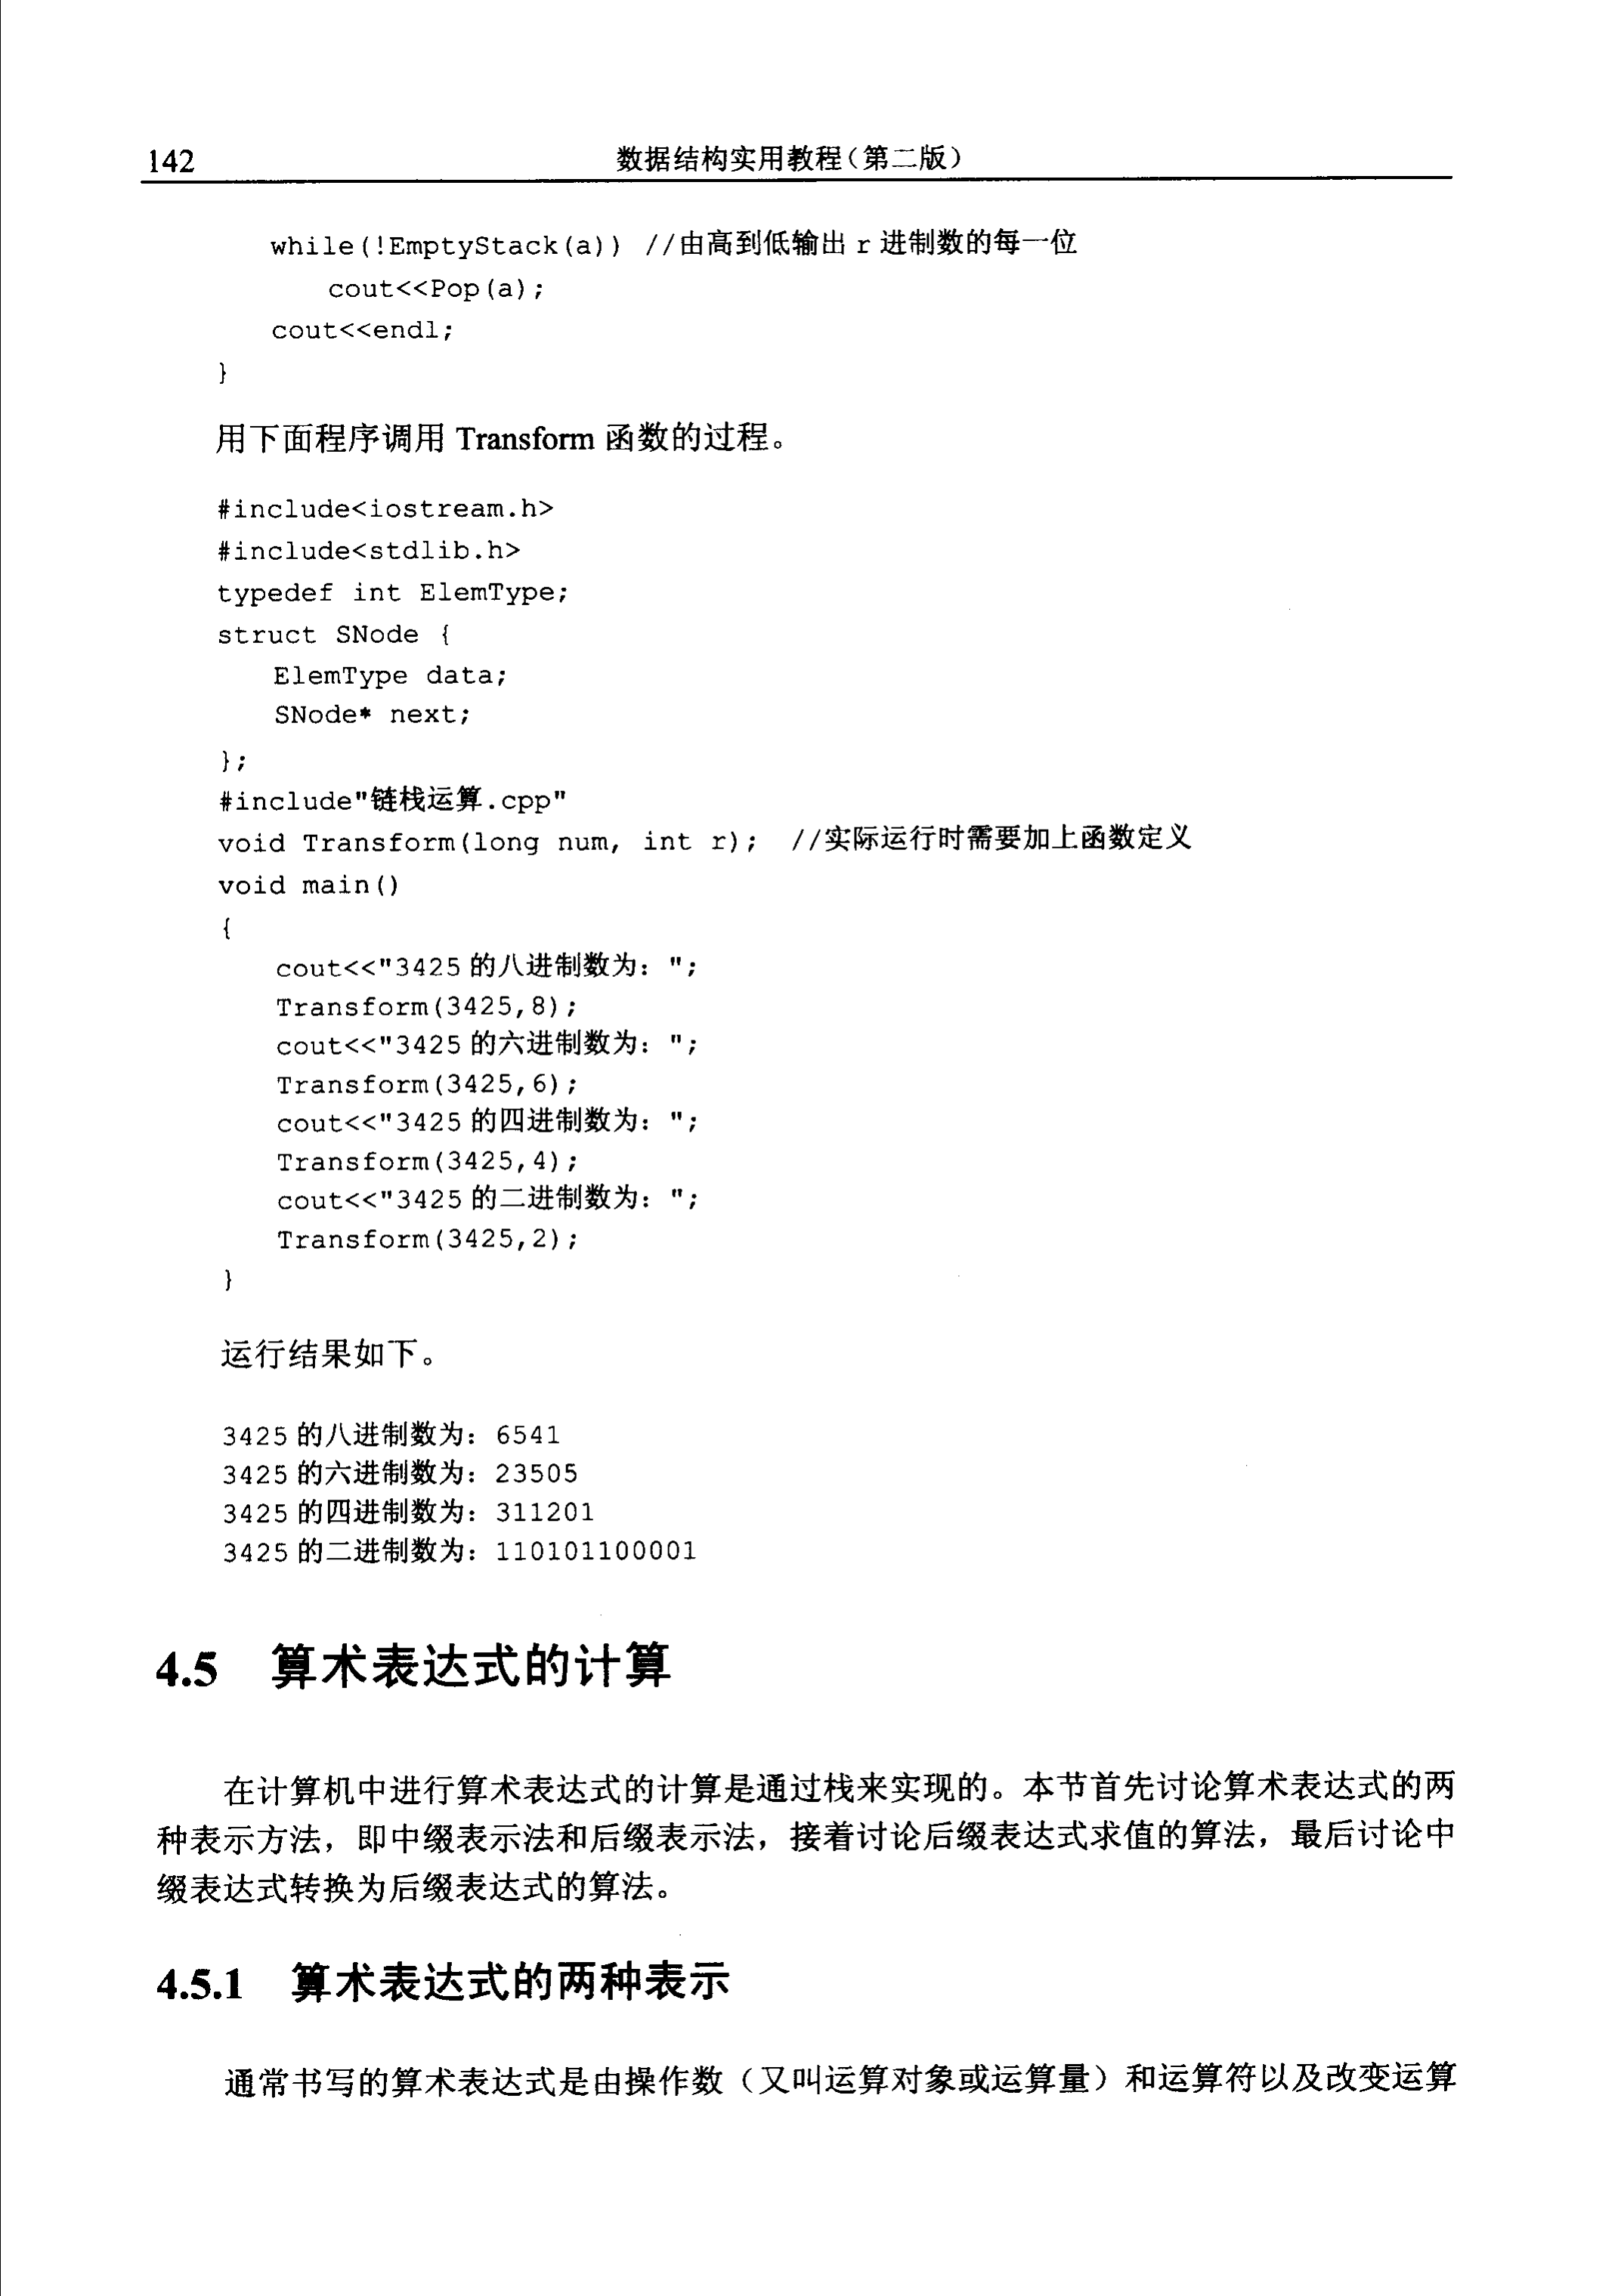 142
数据结构实用教程（第二版）
while(!EmptyStack(a)) //由高到低输出 r 进制数的每一位
cout<<Pop(a);
cout<<endl;
}
用下面程序调用 Transform 函数的过程。
#include<iostream.h>
#include<stdlib.h>
typedef int ElemType;
struct SNode {
ElemType data;
SNode* next;
};
#include"链栈运算.cpp"
void Transform(long num, int r); //实际运行时需要加上函数定义
void main()
{
cout<<"3425 的八进制数为：";
Transform(3425,8);
cout<<"3425 的六进制数为：";
Transform(3425,6);
cout<<"3425 的四进制数为：";
Transform(3425,4);
cout<<"3425 的二进制数为：";
Transform(3425,2);
}
运行结果如下。
3425 的八进制数为：6541
3425 的六进制数为：23505
3425 的四进制数为：311201
3425 的二进制数为：110101100001
4.5 算术表达式的计算
在计算机中进行算术表达式的计算是通过栈来实现的。本节首先讨论算术表达式的两
种表示方法，即中缀表示法和后缀表示法，接着讨论后缀表达式求值的算法，最后讨论中
缀表达式转换为后缀表达式的算法。
4.5.1 算术表达式的两种表示
通常书写的算术表达式是由操作数（又叫运算对象或运算量）和运算符以及改变运算